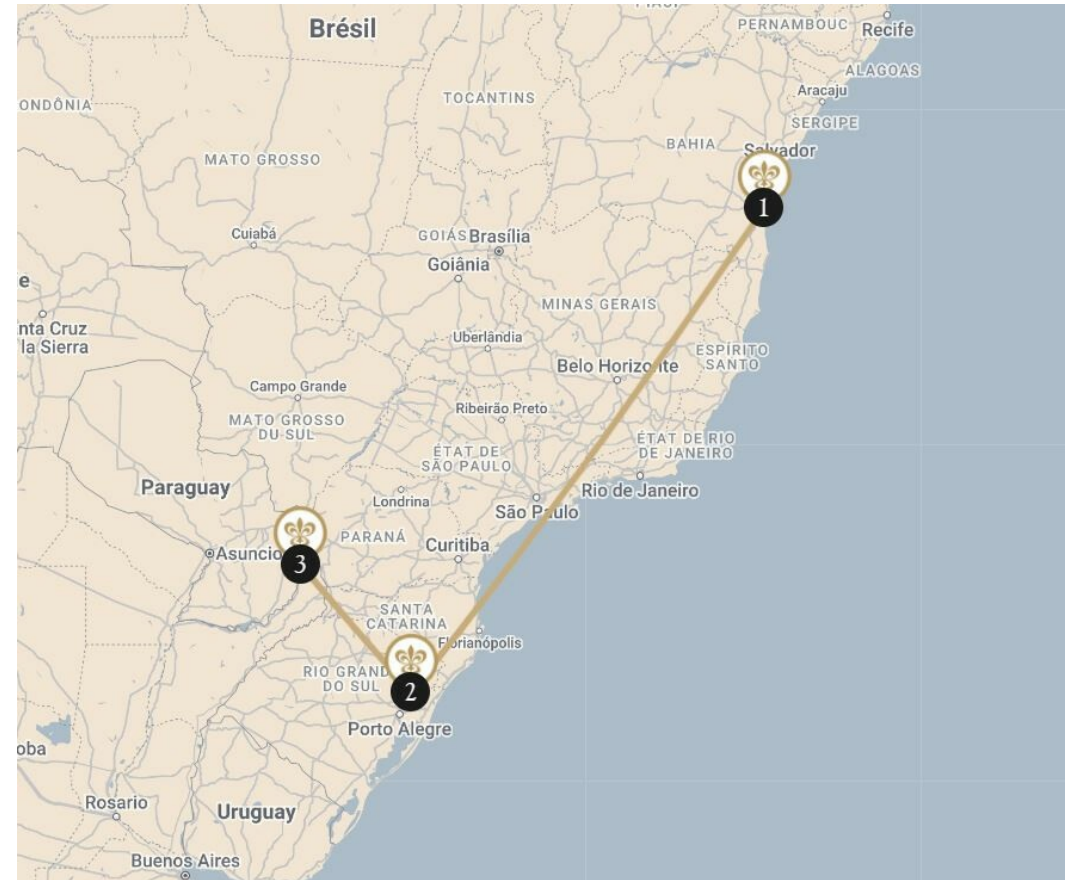 Brésil
PERNAMBOUC
Recife
ALAGOAS
Aracaju
SERGIPE
ONDÔNIA
TOCANTINS
BAHIA
Salvador
MATO GROSSO
1
Cuiabá
GOIÁS
Brasília
Goiânia
MINAS GERAIS
nta Cruz
la Sierra
Uberlândia
ESPÍRITO
SANTO
Belo Horizonte
Campo Grande
Ribeirão Preto
MATO GROSSO
DU SUL
ÉTAT DE RIO
DE JANEIRO
ÉTAT DE
SÃO PAULO
Paraguay
Londrina
Rio de Janeiro
São Paulo
PARANÁ
Curitiba
Asuncio
3
SANTA
CATARINA
Florianópolis
RIO GRAND
DO SUL
2
Porto Alegre
oba
Rosario
Uruguay
Buenos Aires